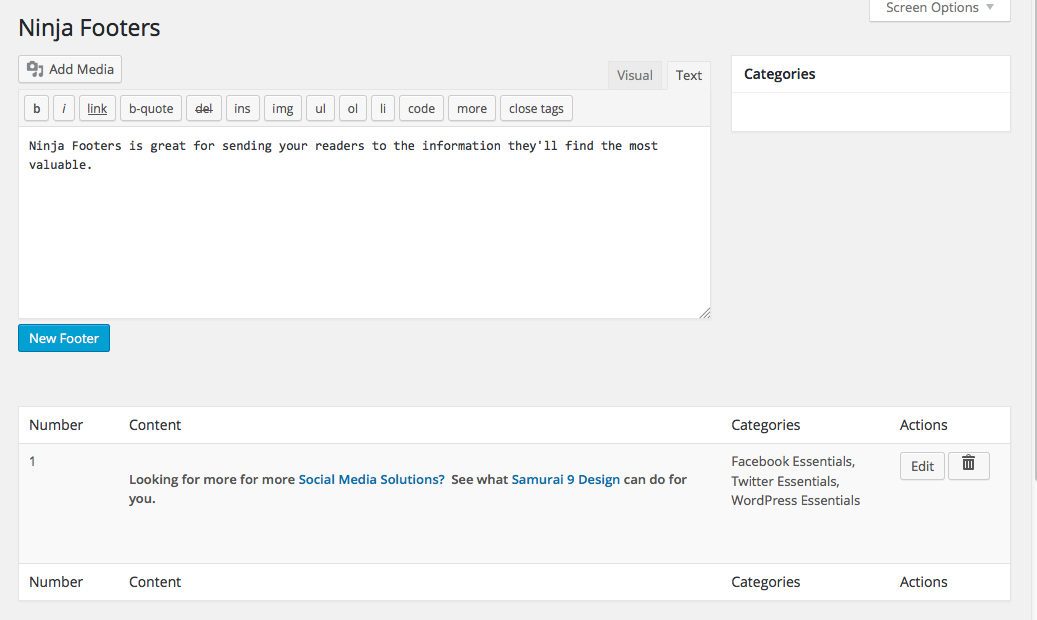 Screen Options
Ninja Footers
Add Media
Visual
Text
Categories
b
i
link
b-quote
del
ins
img
ul
ol
li
code
more
close tags
Ninja Footers is great for sending your readers to the information they'll find the most
valuable.
New Footer
Number
Content
Categories
Actions
1
Looking for more for more Social Media Solutions?  See what Samurai 9 Design can do for
you.
Facebook Essentials,
Twitter Essentials,
WordPress Essentials
Edit
Number
Content
Categories
Actions